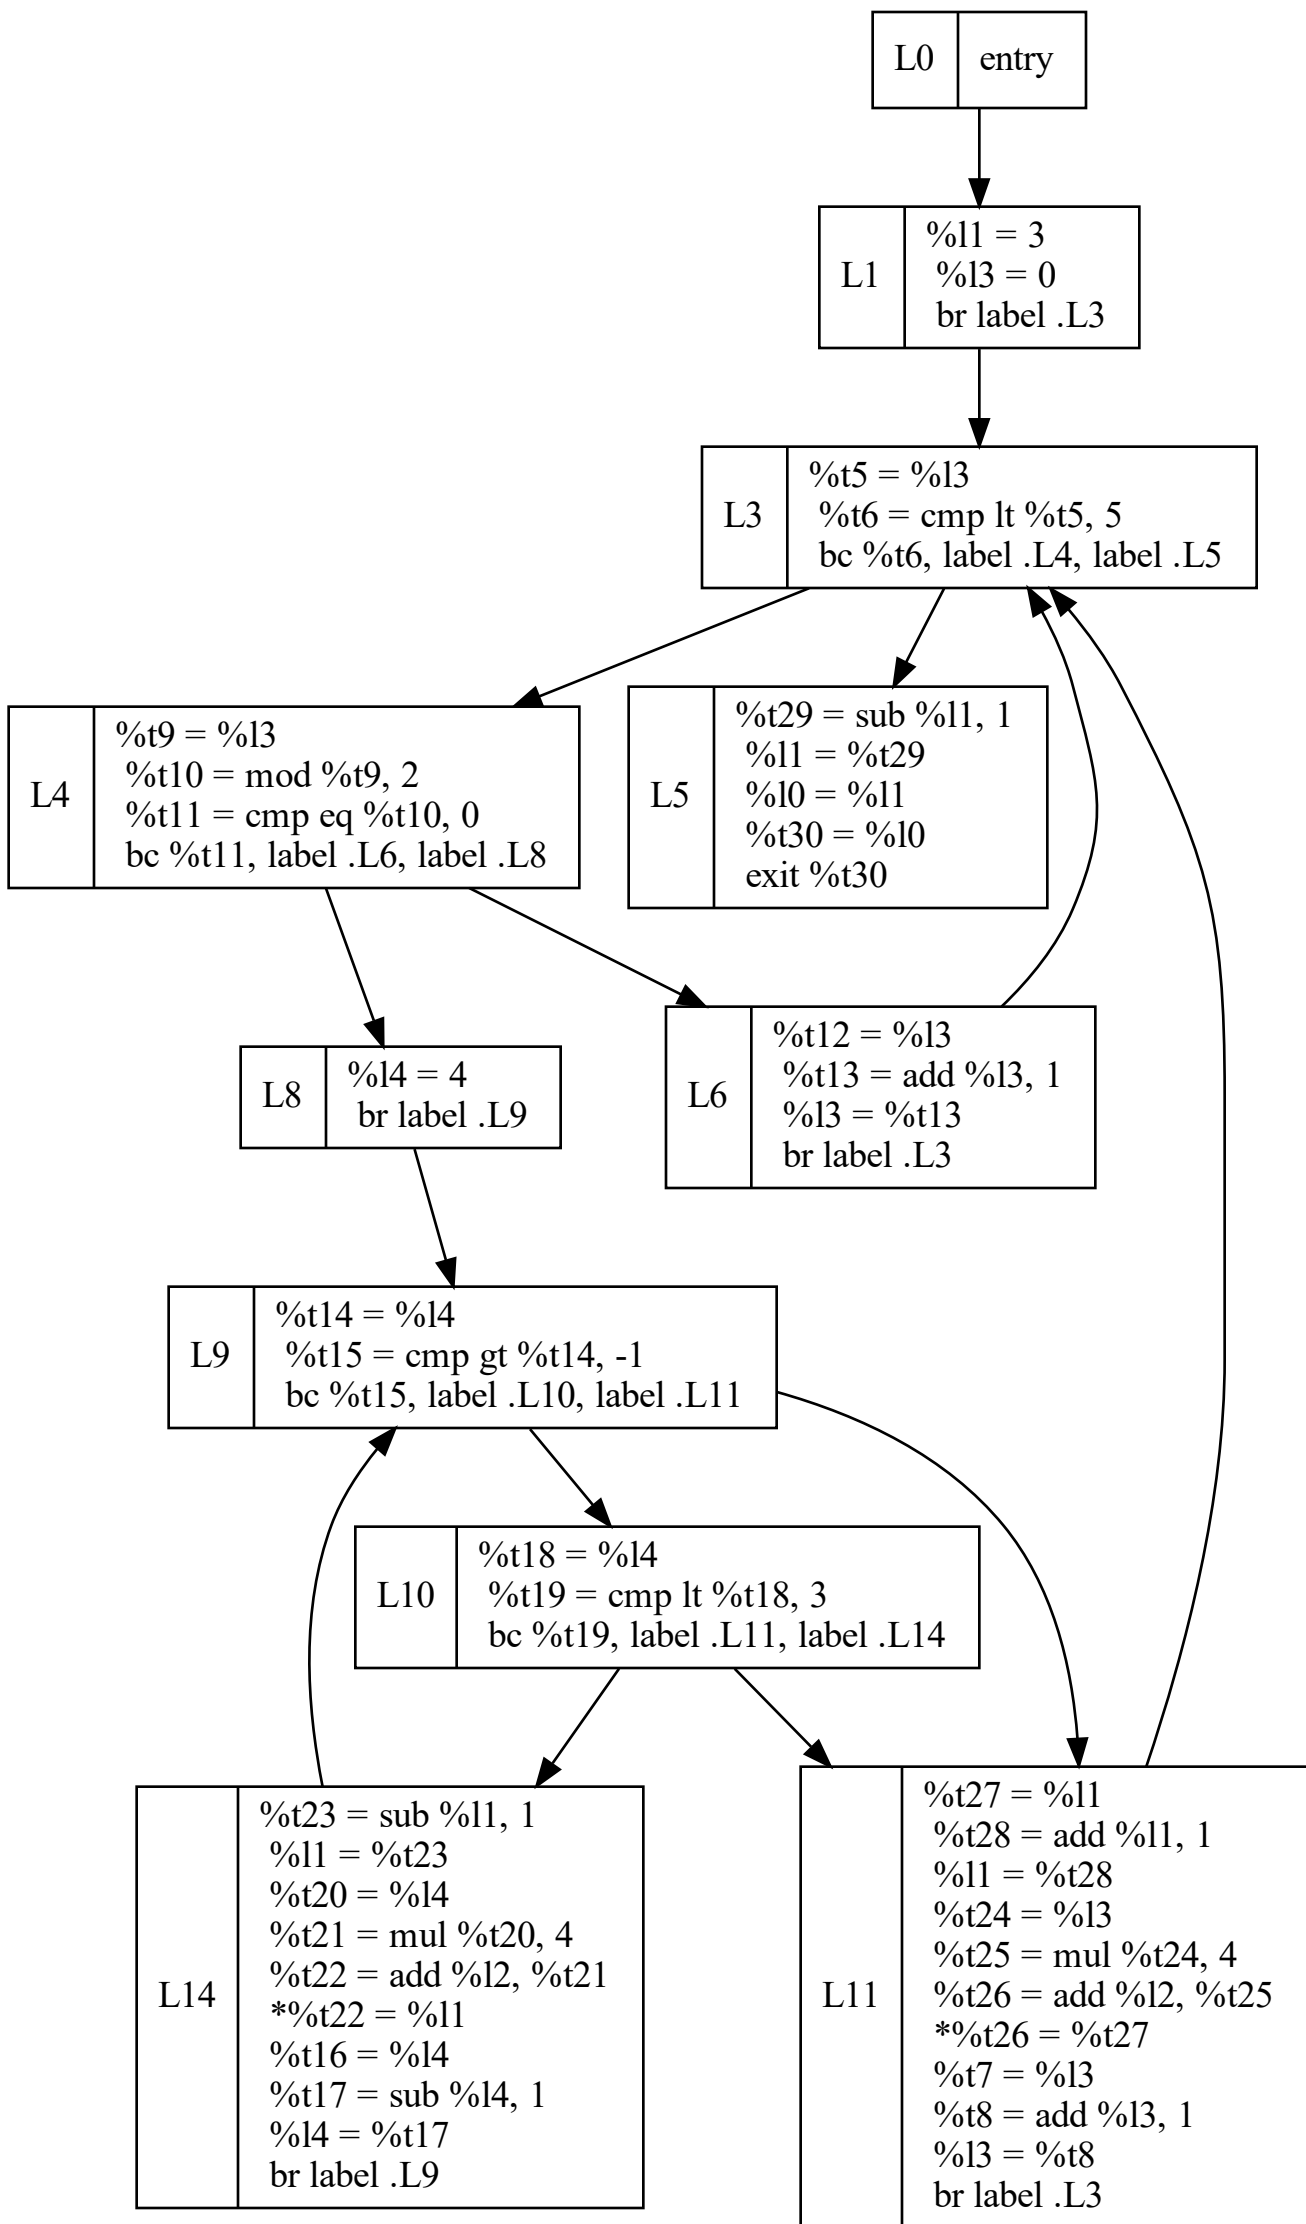 L0
entry
L1
%l1 = 3
%l3 = 0
br label .L3
L3
%t5 = %l3
%t6 = cmp lt %t5, 5
bc %t6, label .L4, label .L5
L4
%t9 = %l3
%t10 = mod %t9, 2
%t11 = cmp eq %t10, 0
bc %t11, label .L6, label .L8
L5
%t29 = sub %l1, 1
%l1 = %t29
%l0 = %l1
%t30 = %l0
exit %t30
L8
%l4 = 4
br label .L9
L6
%t12 = %l3
%t13 = add %l3, 1
%l3 = %t13
br label .L3
L9
%t14 = %l4
%t15 = cmp gt %t14, -1
bc %t15, label .L10, label .L11
L10
%t18 = %l4
%t19 = cmp lt %t18, 3
bc %t19, label .L11, label .L14
L14
%t23 = sub %l1, 1
%l1 = %t23
%t20 = %l4
%t21 = mul %t20, 4
%t22 = add %l2, %t21
*%t22 = %l1
%t16 = %l4
%t17 = sub %l4, 1
%l4 = %t17
br label .L9
L11
%t27 = %l1
%t28 = add %l1, 1
%l1 = %t28
%t24 = %l3
%t25 = mul %t24, 4
%t26 = add %l2, %t25
*%t26 = %t27
%t7 = %l3
%t8 = add %l3, 1
%l3 = %t8
br label .L3